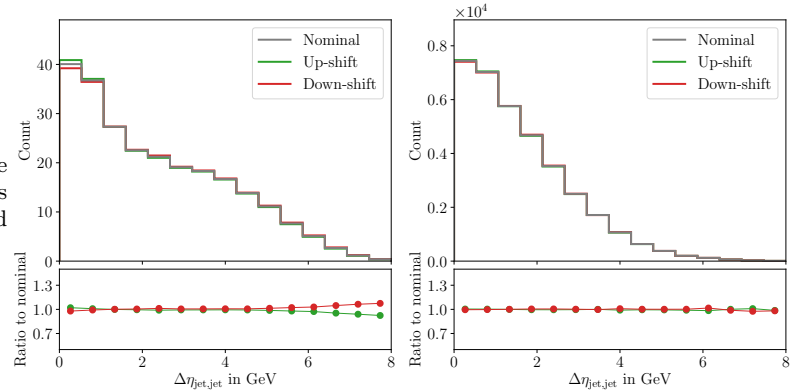 Nominal
Up-shift
Down-shift
Count
40
30
20
10
0
Ratio to nominal
1.3
1.0
0.7
0 2 4 6 8
Δη_jet,jet in GeV
×10⁴
Nominal
Up-shift
Down-shift
Count
0.8
0.6
0.4
0.2
0
Ratio to nominal
1.3
1.0
0.7
0 2 4 6 8
Δη_jet,jet in GeV
e
s
d